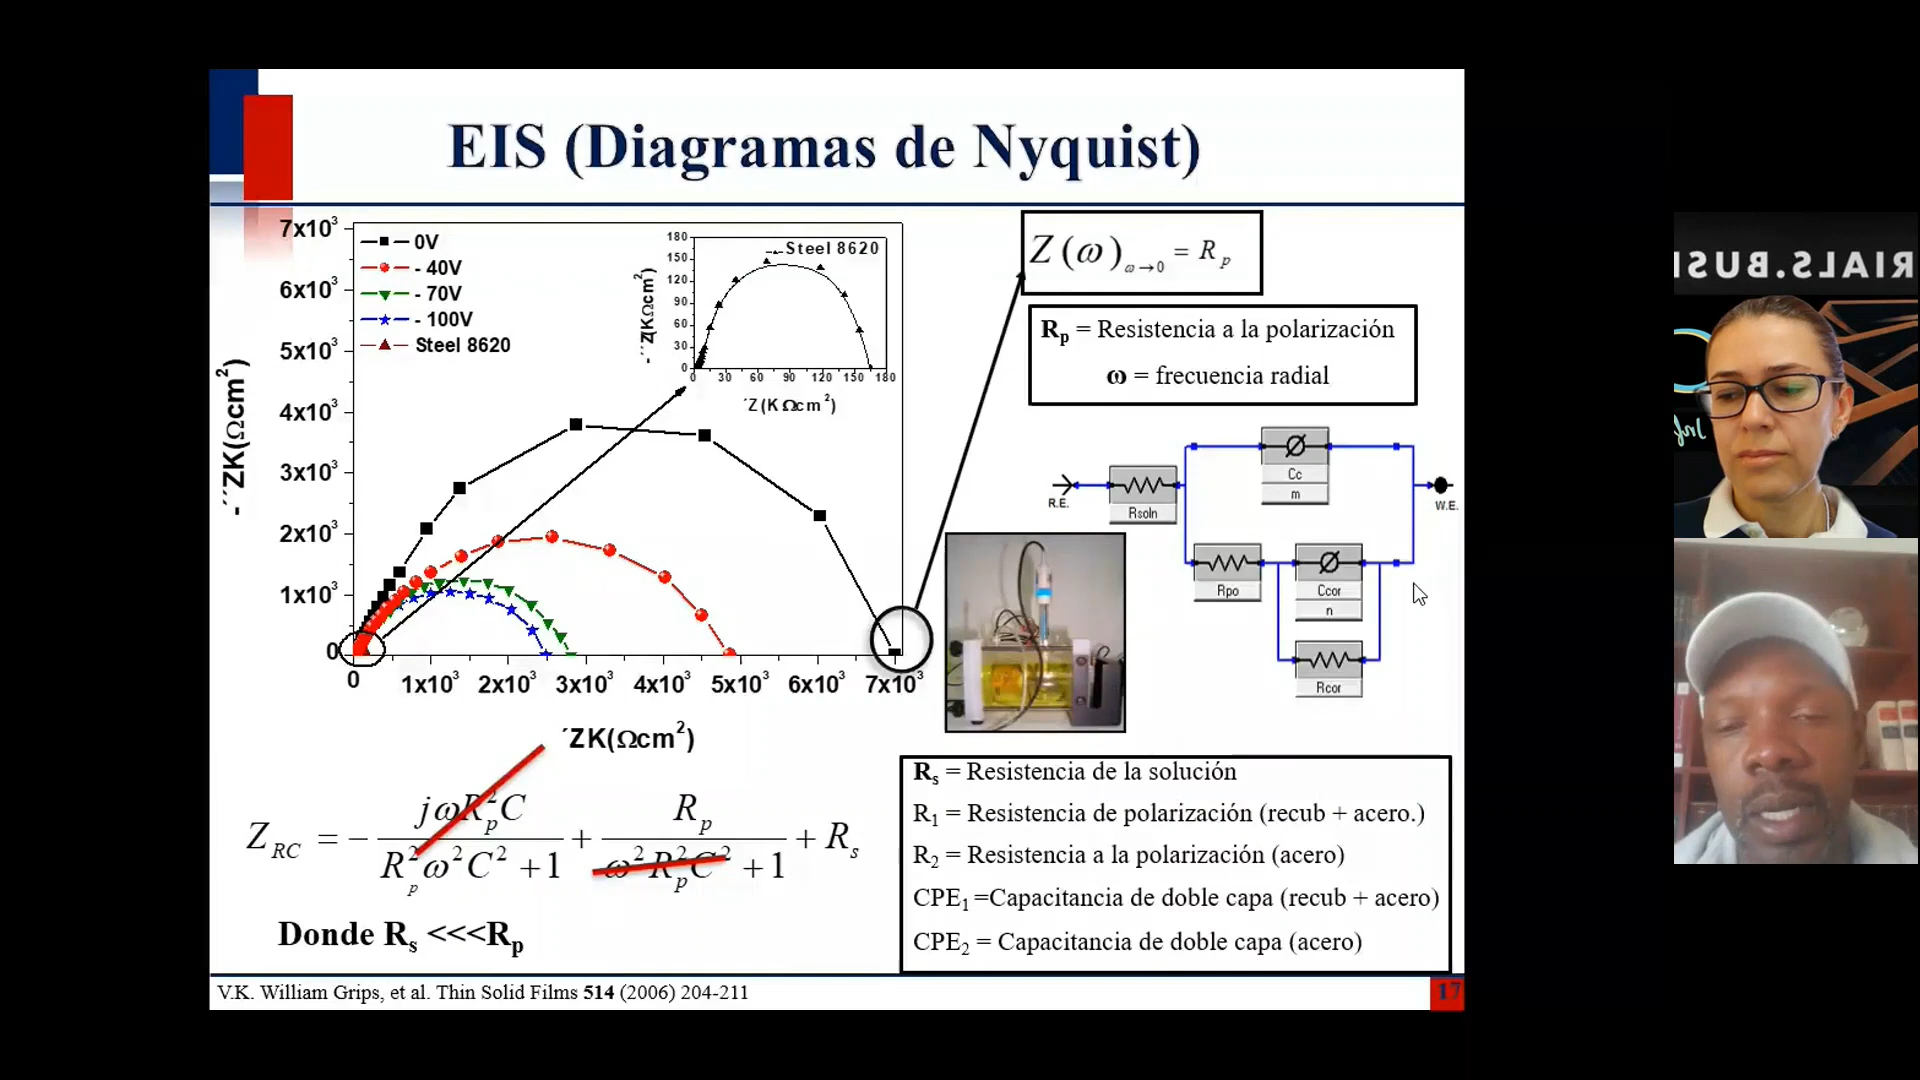 EIS (Diagramas de Nyquist)
7x10³
6x10³
5x10³
4x10³
3x10³
2x10³
1x10³
0
-´´ZK(Ωcm²)
0V
- 40V
- 70V
- 100V
Steel 8620
180
150
120
90
60
30
0
-´´Z(KΩcm²)
Steel 8620
0 30 60 90 120 150 180
´Z (K Ωcm²)
0 1x10³ 2x10³ 3x10³ 4x10³ 5x10³ 6x10³ 7x10³
´ZK(Ωcm²)
Z(ω)ω→0 = Rp
Rp = Resistencia a la polarización
ω = frecuencia radial
R.E.
Rsoln
Cc
m
W.E.
Rpo
Ccor
n
Rcor
ZRC = - jωRp²C / (Rp²ω²C² + 1) + Rp / (ω²Rp²C² + 1) + Rs
Donde Rs <<<Rp
Rs = Resistencia de la solución
R1 = Resistencia de polarización (recub + acero.)
R2 = Resistencia a la polarización (acero)
CPE1 =Capacitancia de doble capa (recub + acero)
CPE2 = Capacitancia de doble capa (acero)
V.K. William Grips, et al. Thin Solid Films 514 (2006) 204-211
17
RIALS.BUSI
Inf